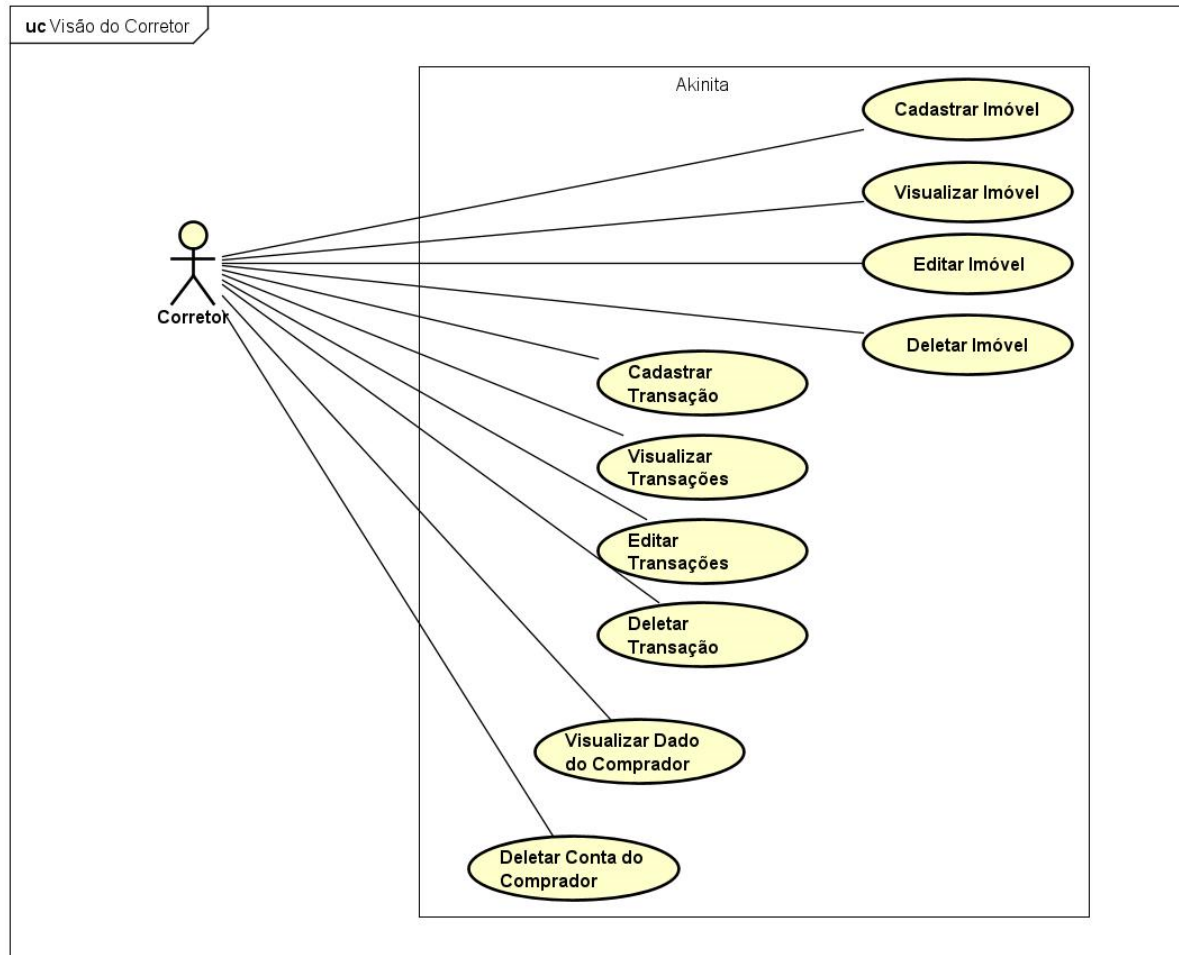 uc Visão do Corretor
Akinita
Cadastrar Imóvel
Visualizar Imóvel
Editar Imóvel
Deletar Imóvel
Corretor
Cadastrar
Transação
Visualizar
Transações
Editar
Transações
Deletar
Transação
Visualizar Dado
do Comprador
Deletar Conta do
Comprador